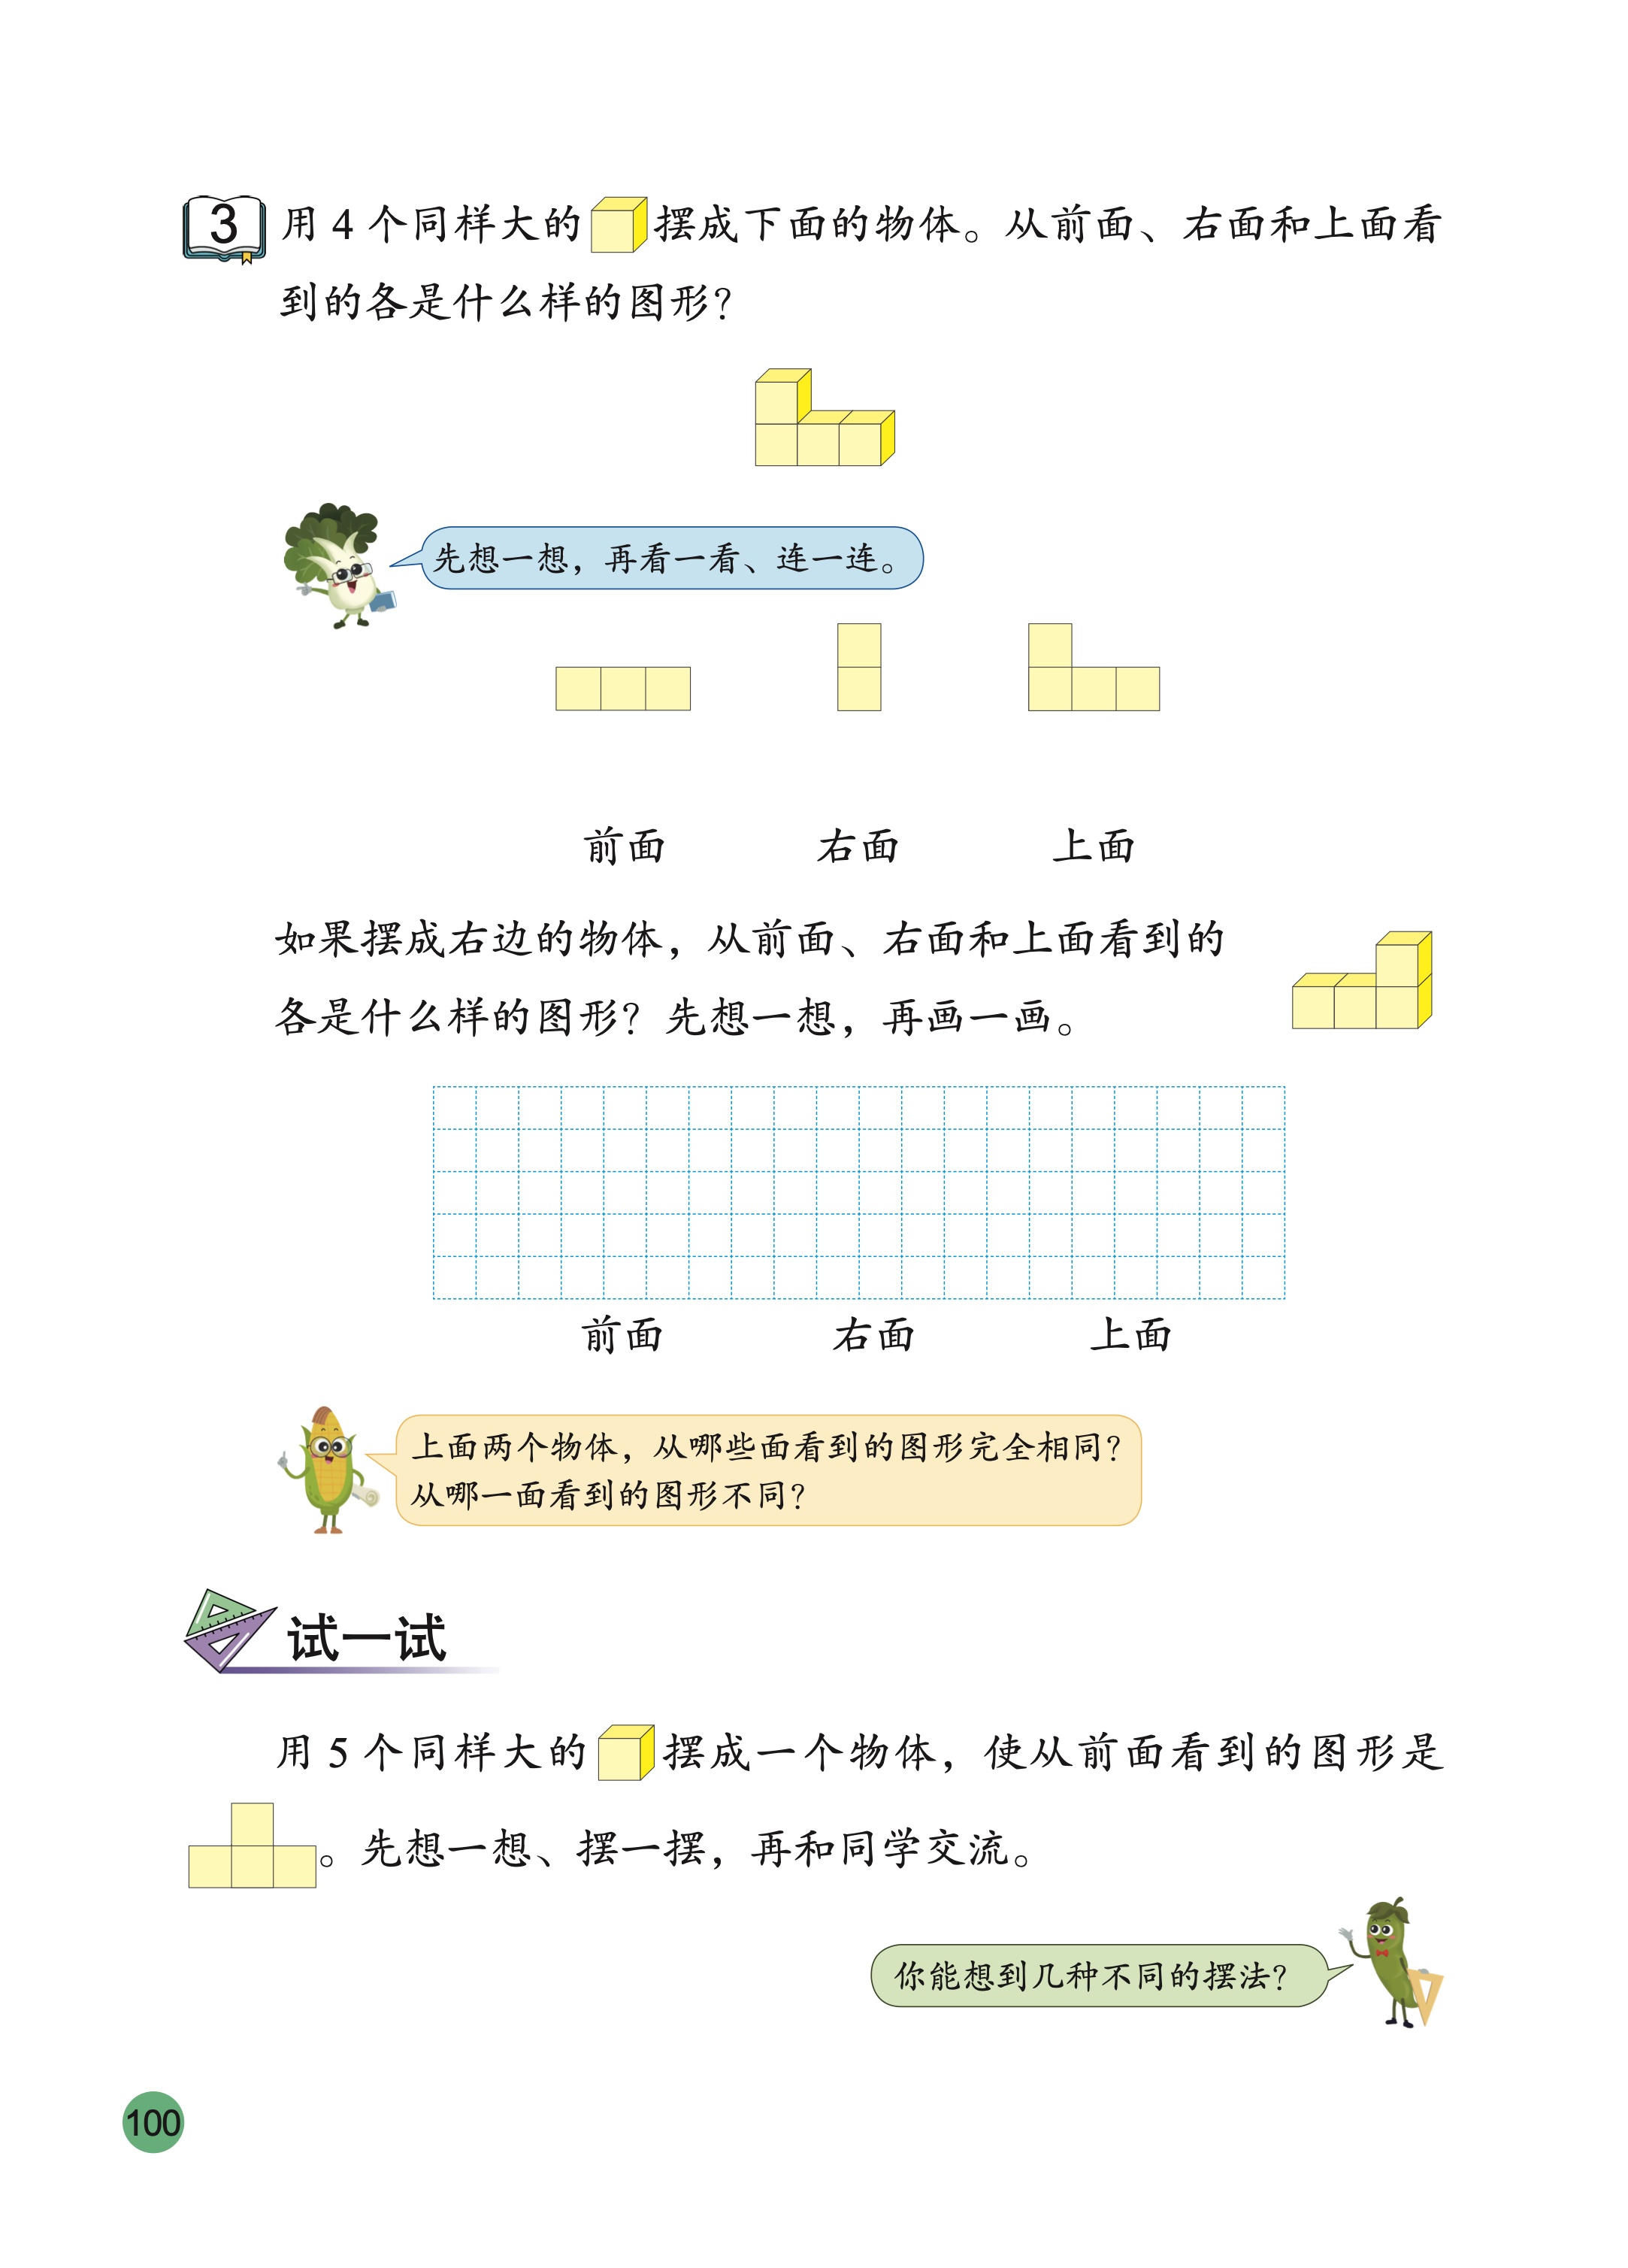 3 用 4 个同样大的 摆成下面的物体。从前面、右面和上面看
到的各是什么样的图形？
先想一想，再看一看、连一连。
前面 右面 上面
如果摆成右边的物体，从前面、右面和上面看到的
各是什么样的图形？先想一想，再画一画。
前面 右面 上面
上面两个物体，从哪些面看到的图形完全相同？
从哪一面看到的图形不同？
试一试
用 5 个同样大的 摆成一个物体，使从前面看到的图形是
。先想一想、摆一摆，再和同学交流。
你能想到几种不同的摆法？
100